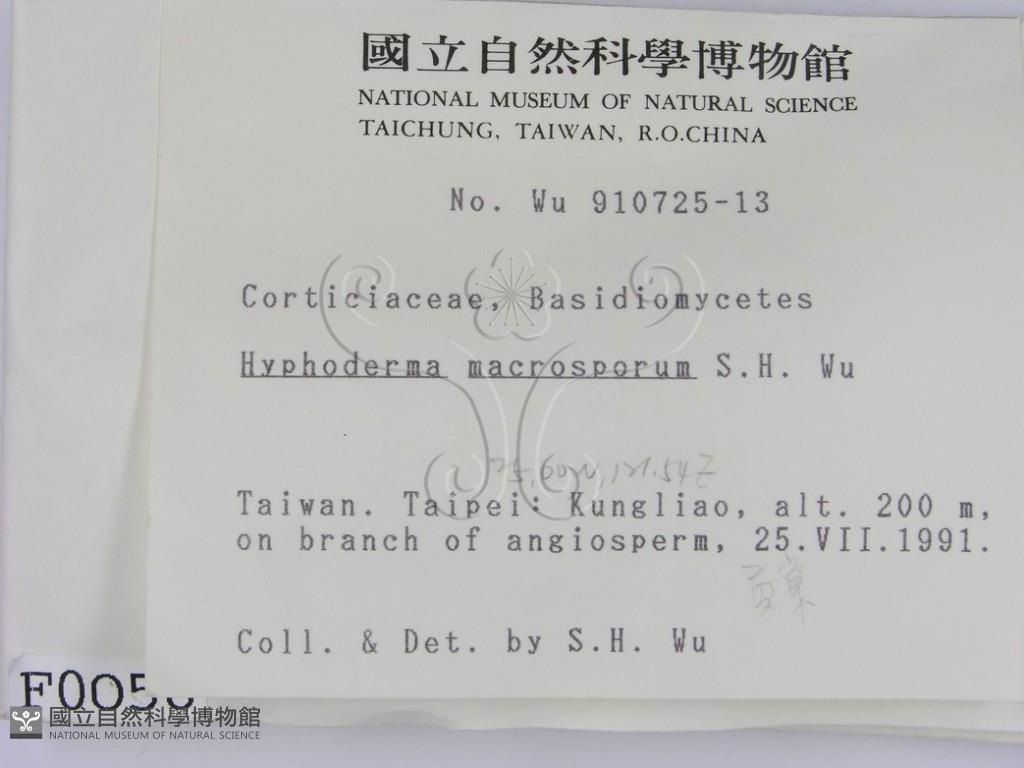 國立自然科學博物館
NATIONAL MUSEUM OF NATURAL SCIENCE
TAICHUNG, TAIWAN, R.O.CHINA
No. Wu 910725-13
Corticiaceae, Basidiomycetes
Hyphoderma macrosporum S.H. Wu
Taiwan. Taipei: Kungliao, alt. 200 m,
on branch of angiosperm, 25.VII.1991.
貢寮
Coll. & Det. by S.H. Wu
國立自然科學博物館
NATIONAL MUSEUM OF NATURAL SCIENCE